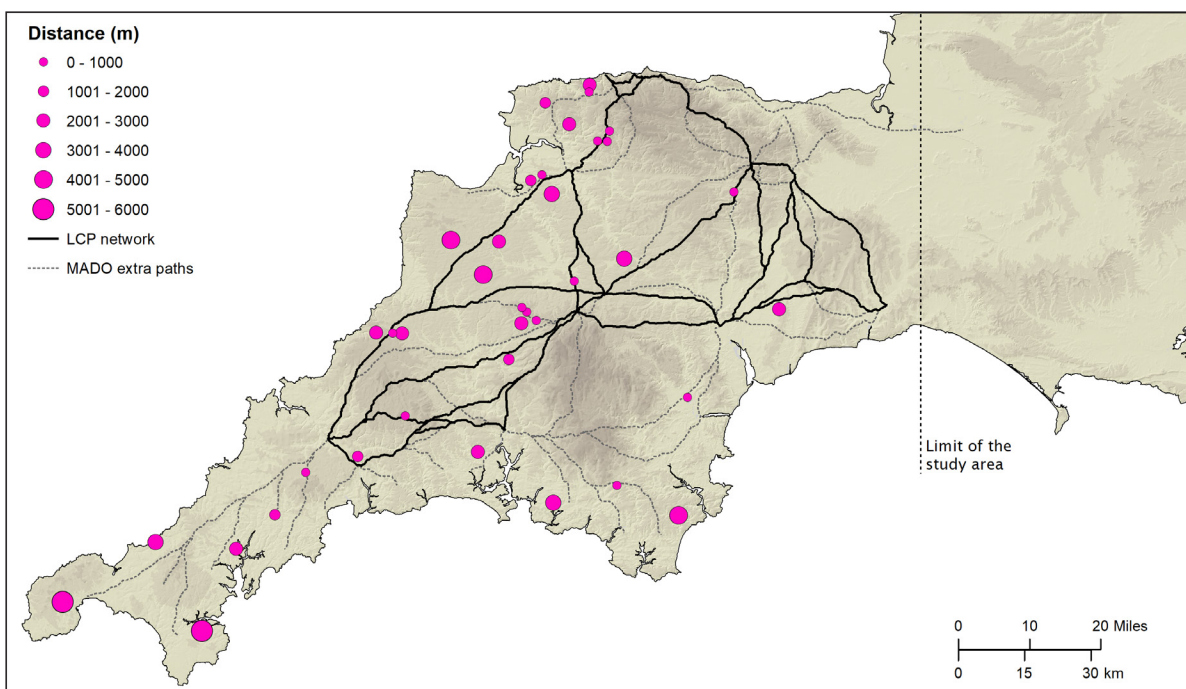 Distance (m)
0 - 1000
1001 - 2000
2001 - 3000
3001 - 4000
4001 - 5000
5001 - 6000
LCP network
MADO extra paths
Limit of the
study area
0 10 20 Miles
0 15 30 km